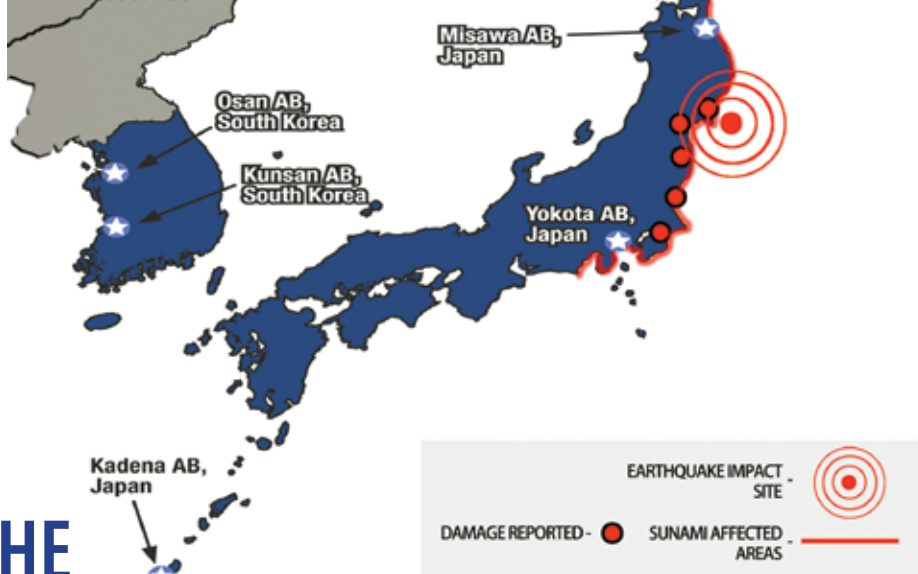 Misawa AB,
Japan
Osan AB,
South Korea
Kunsan AB,
South Korea
Yokota AB,
Japan
Kadena AB,
Japan
EARTHQUAKE IMPACT -
SITE
DAMAGE REPORTED -
SUNAMI AFFECTED -
AREAS
HE